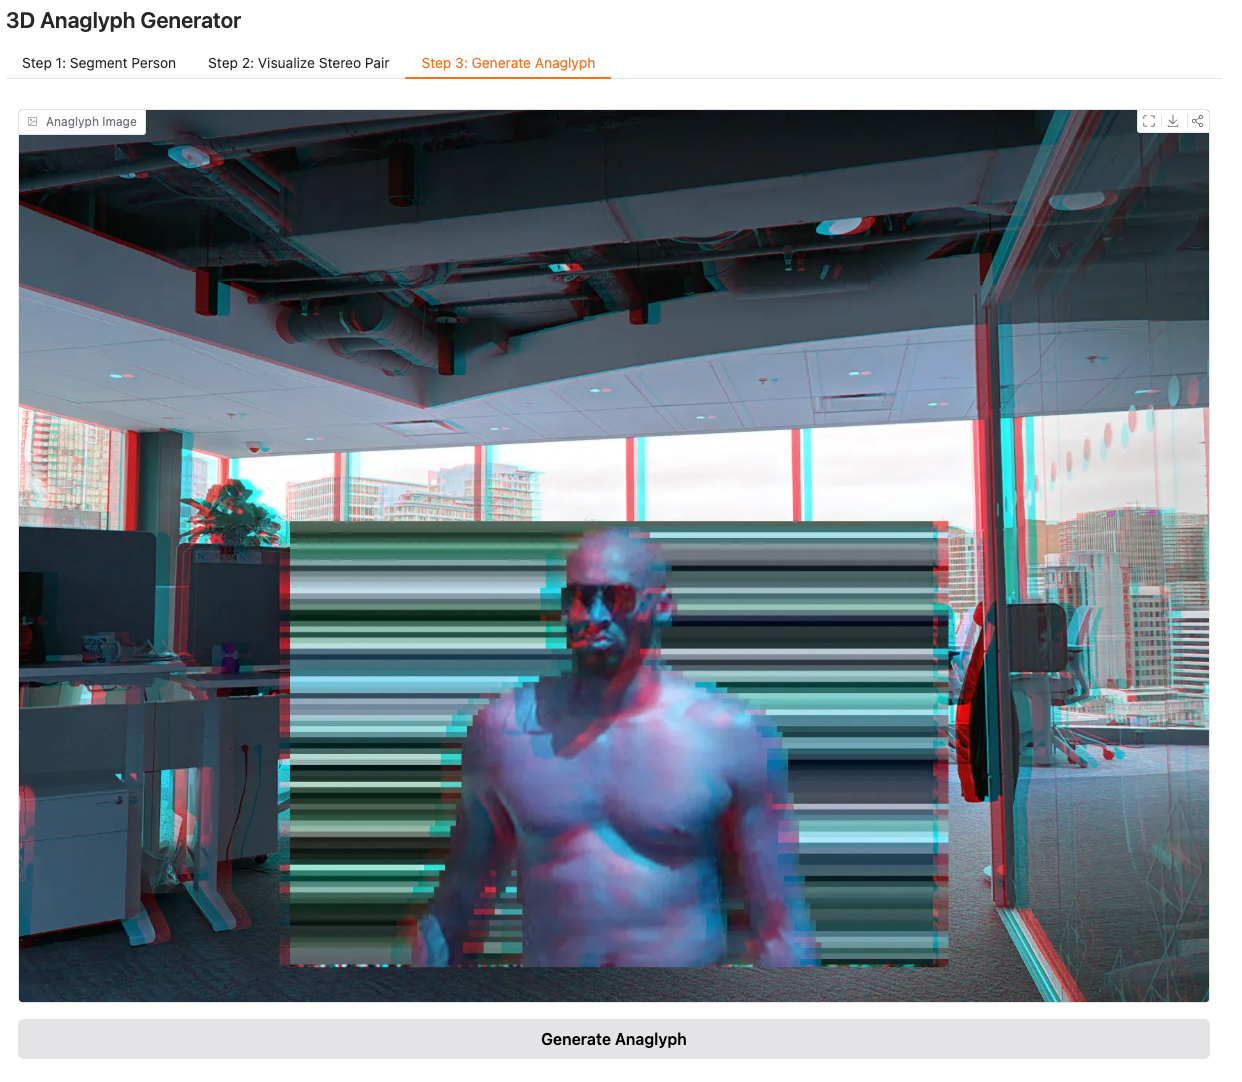 3D Anaglyph Generator
Step 1: Segment Person
Step 2: Visualize Stereo Pair
Step 3: Generate Anaglyph
Anaglyph Image
Generate Anaglyph